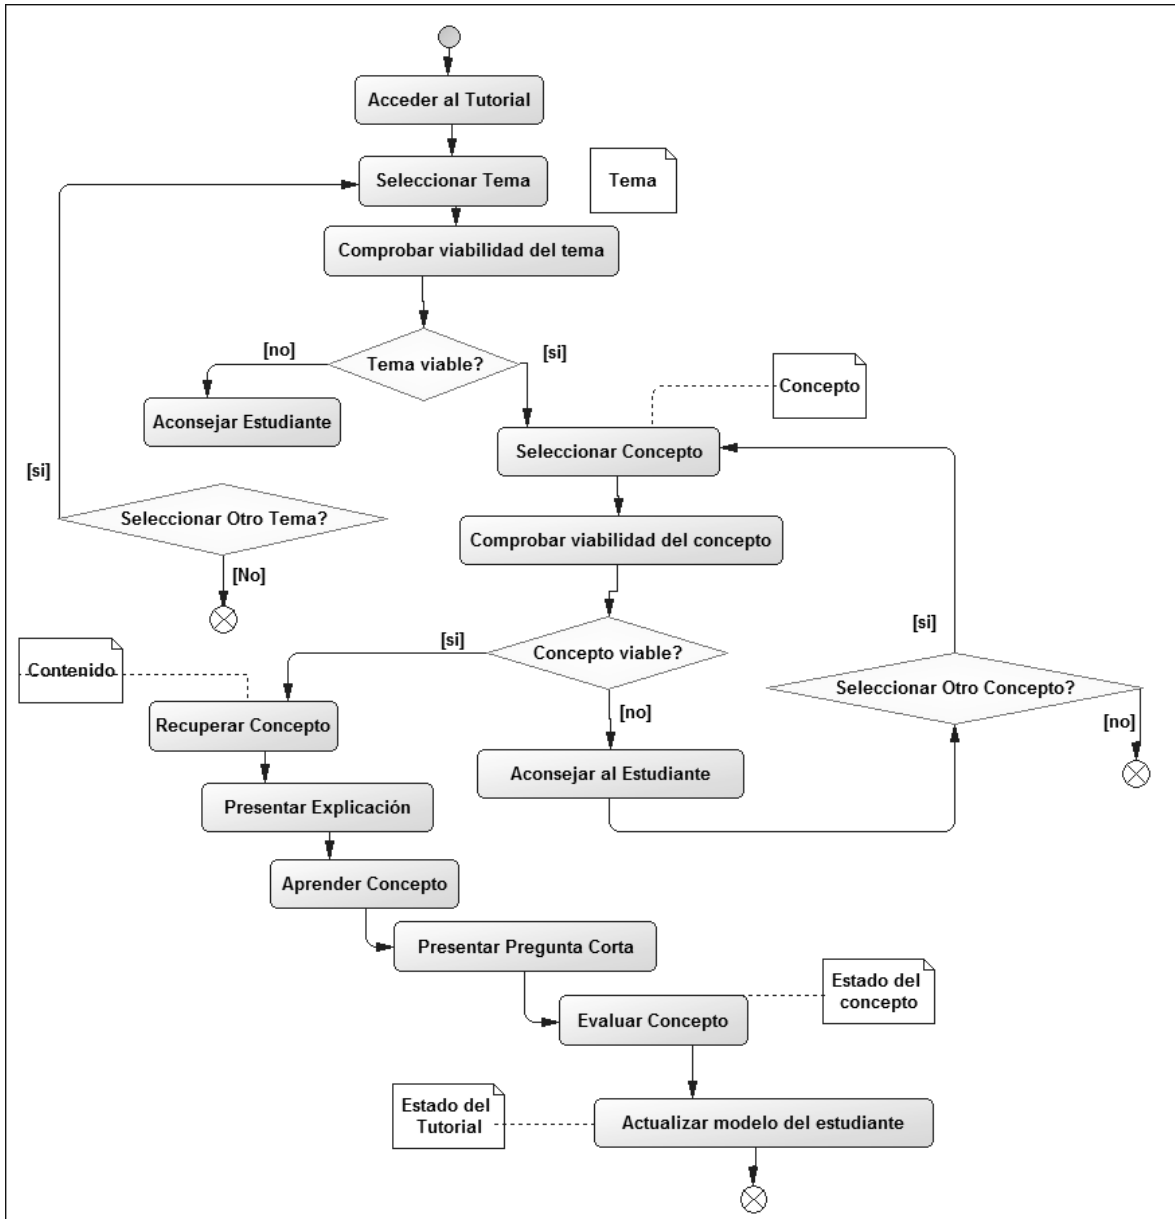 Acceder al Tutorial
Seleccionar Tema
Tema
Comprobar viabilidad del tema
[no]
Tema viable?
[si]
Concepto
Aconsejar Estudiante
Seleccionar Concepto
[si]
Seleccionar Otro Tema?
Comprobar viabilidad del concepto
[No]
[si]
Concepto viable?
[si]
Contenido
Seleccionar Otro Concepto?
Recuperar Concepto
[no]
[no]
Aconsejar al Estudiante
Presentar Explicación
Aprender Concepto
Presentar Pregunta Corta
Estado del
concepto
Evaluar Concepto
Estado del
Tutorial
Actualizar modelo del estudiante